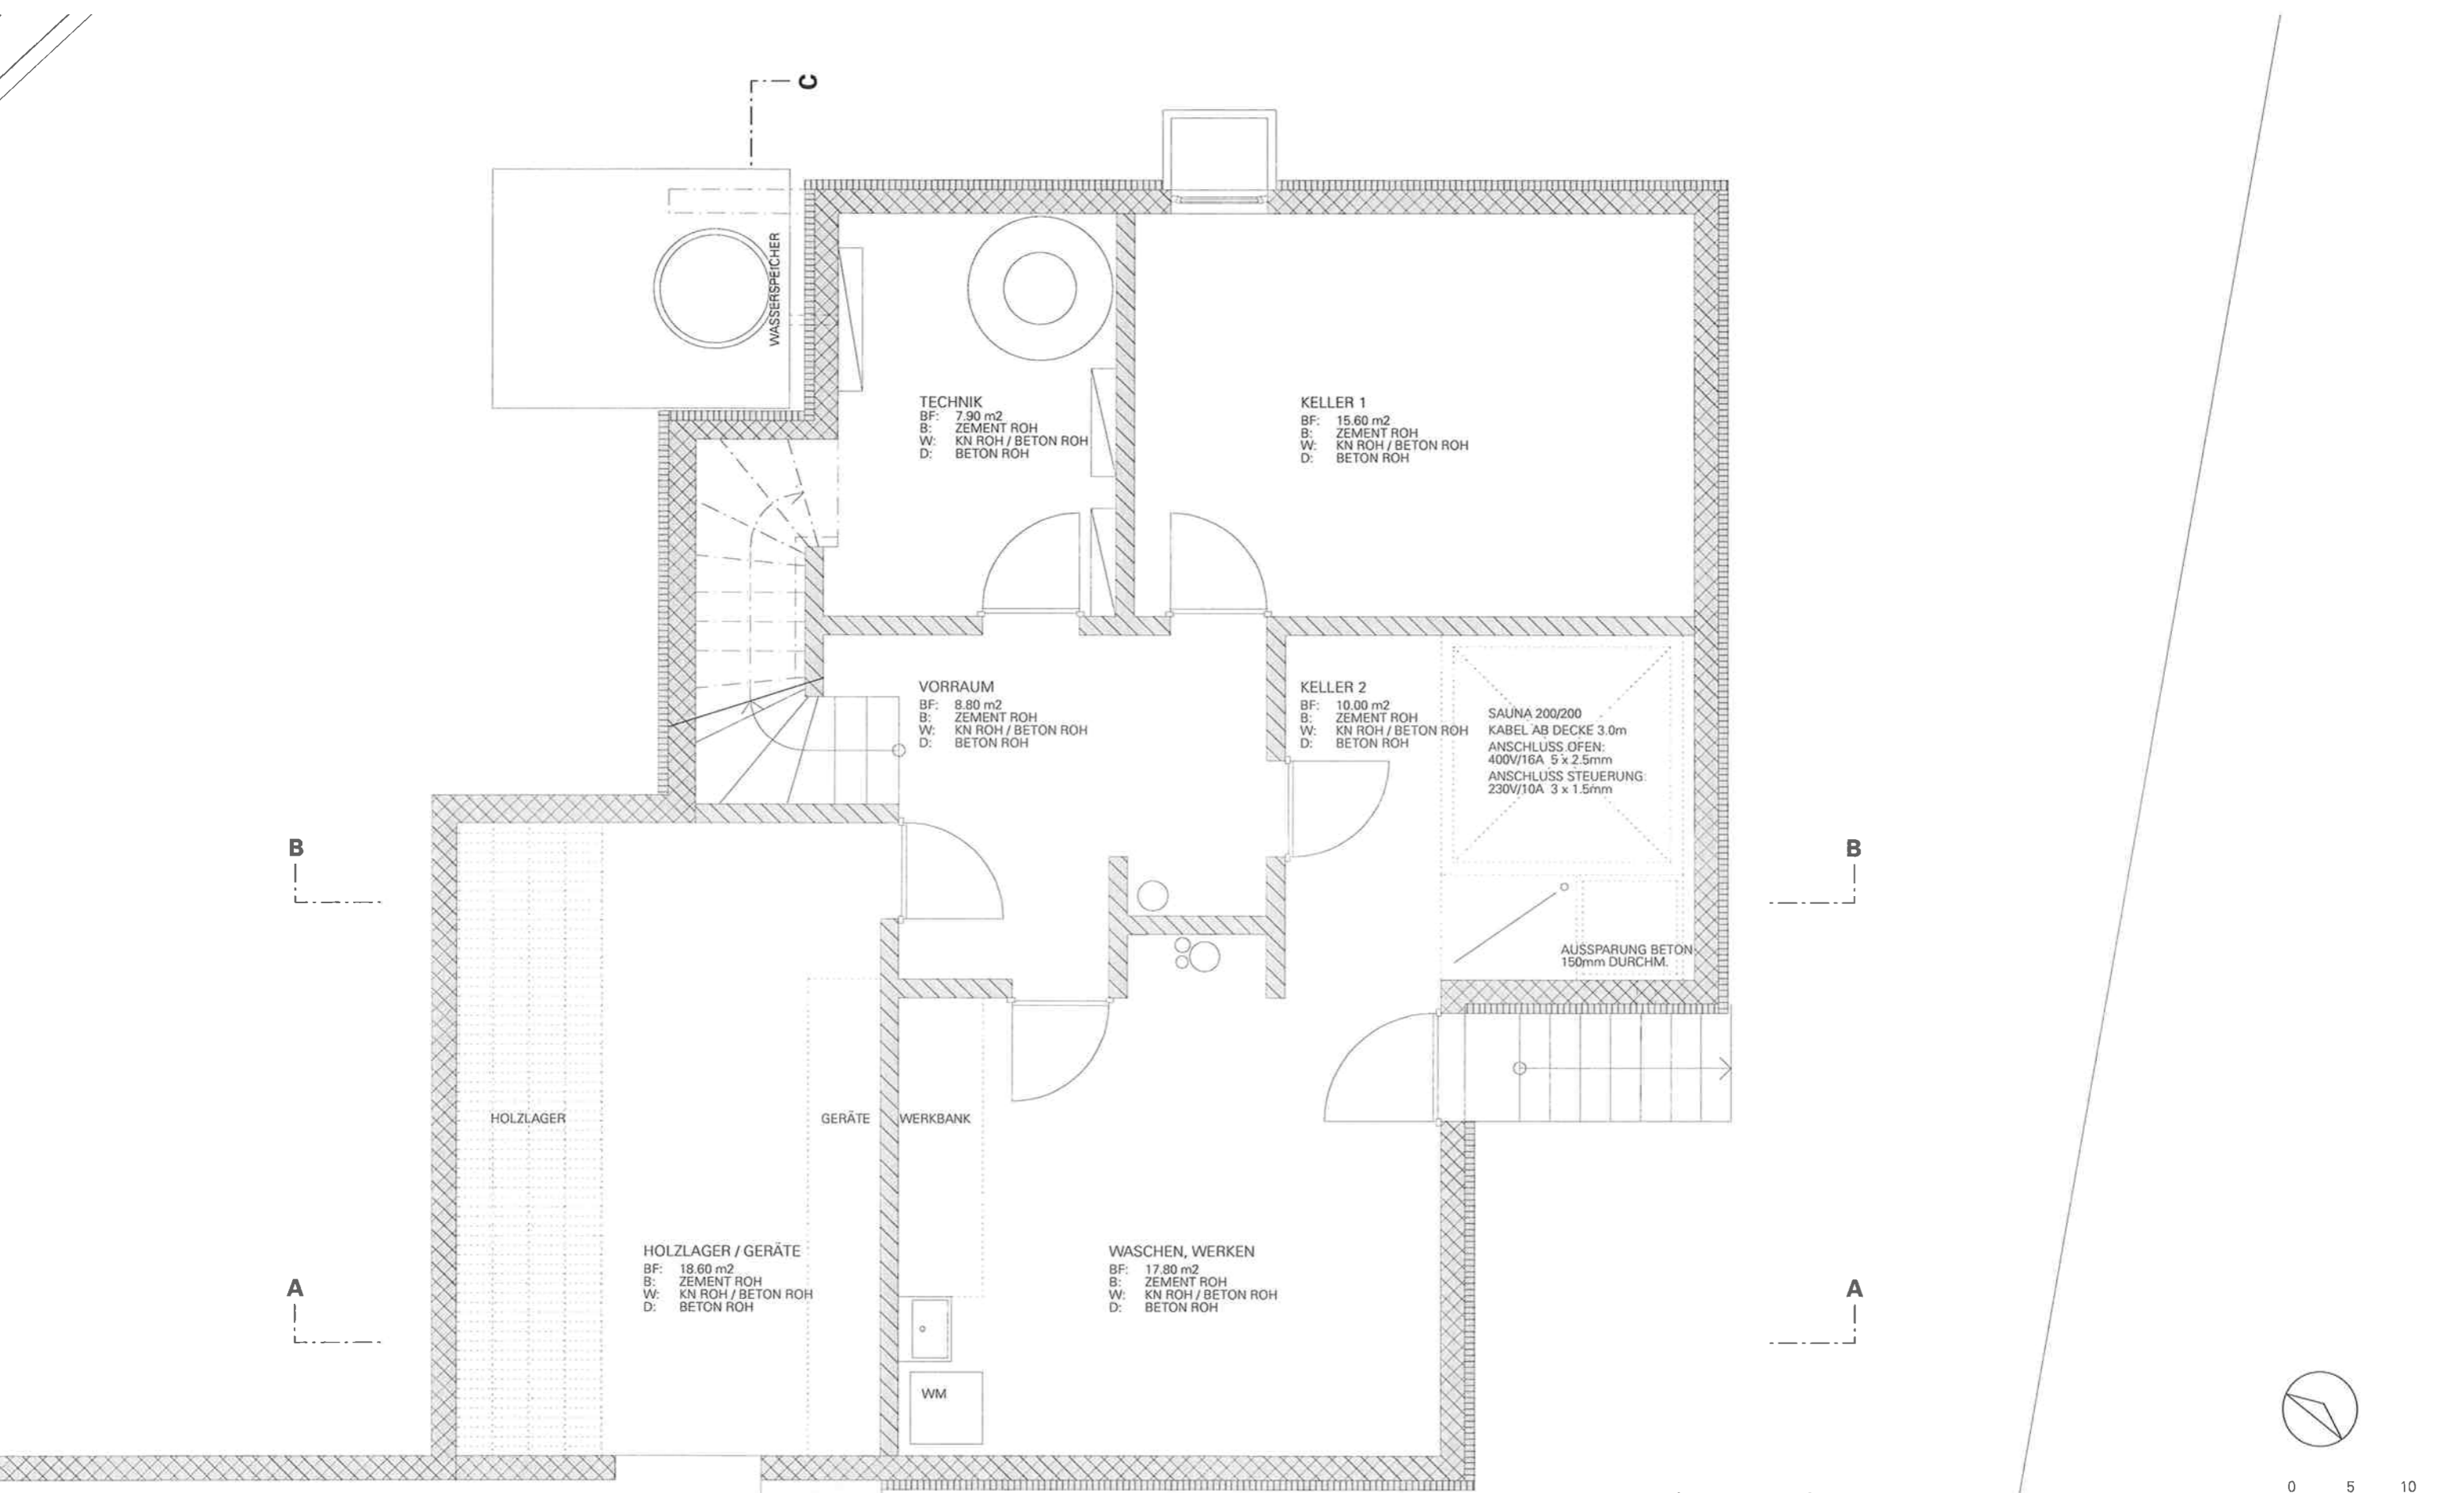 C
WASSERSPEICHER
TECHNIK
BF: 7.90 m2
B: ZEMENT ROH
W: KN ROH / BETON ROH
D: BETON ROH
KELLER 1
BF: 15.60 m2
B: ZEMENT ROH
W: KN ROH / BETON ROH
D: BETON ROH
VORRAUM
BF: 8.80 m2
B: ZEMENT ROH
W: KN ROH / BETON ROH
D: BETON ROH
KELLER 2
BF: 10.00 m2
B: ZEMENT ROH
W: KN ROH / BETON ROH
D: BETON ROH
SAUNA 200/200
KABEL AB DECKE 3.0m
ANSCHLUSS OFEN:
400V/16A 5 x 2.5mm
ANSCHLUSS STEUERUNG:
230V/10A 3 x 1.5mm
B
B
AUSSPARUNG BETON
150mm DURCHM.
HOLZLAGER
GERÄTE
WERKBANK
HOLZLAGER / GERÄTE
BF: 18.60 m2
B: ZEMENT ROH
W: KN ROH / BETON ROH
D: BETON ROH
WASCHEN, WERKEN
BF: 17.80 m2
B: ZEMENT ROH
W: KN ROH / BETON ROH
D: BETON ROH
A
A
WM
0 5 10